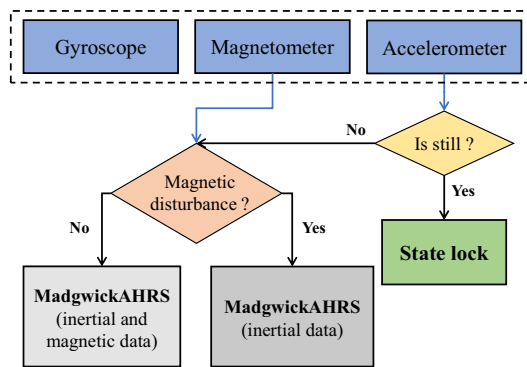 Gyroscope
Magnetometer
Accelerometer
No
Is still ?
Magnetic
disturbance ?
Yes
No
Yes
State lock
MadgwickAHRS
(inertial and
magnetic data)
MadgwickAHRS
(inertial data)